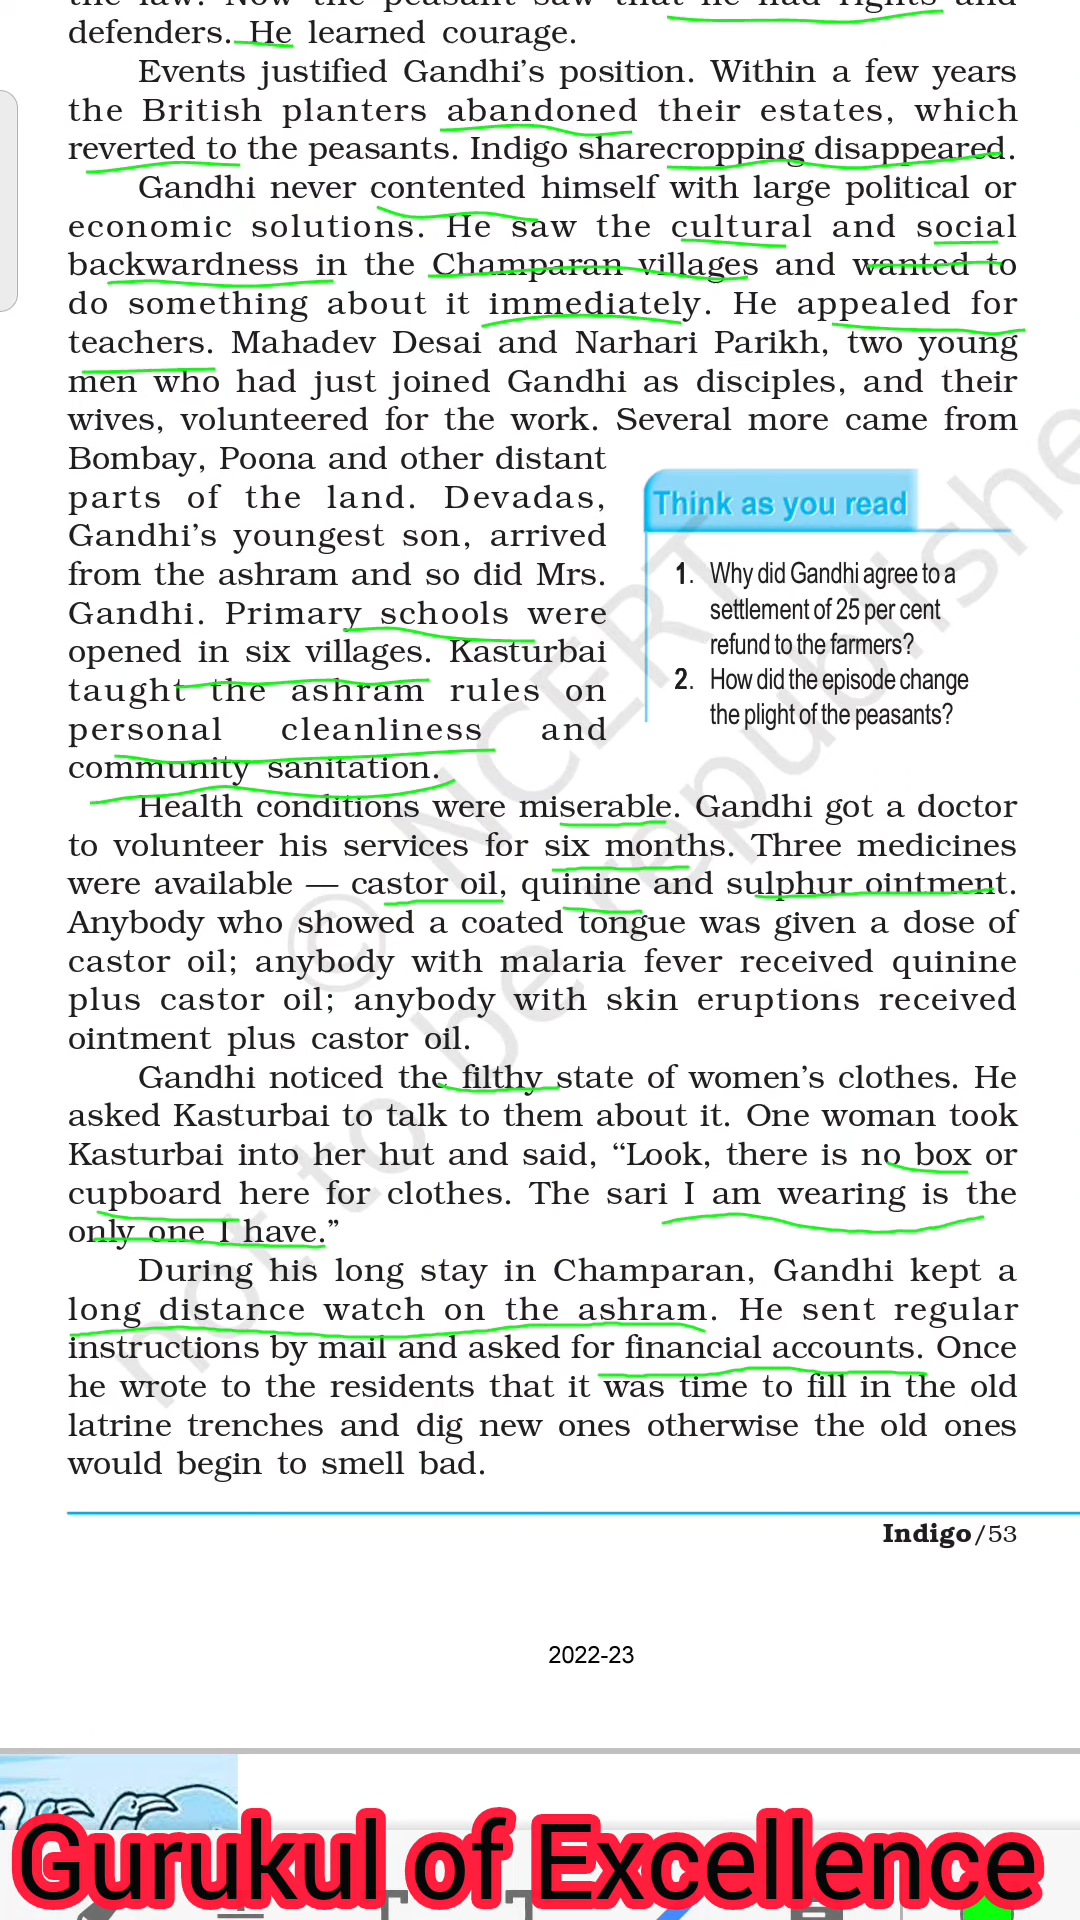 the law. Now the peasant saw that he had rights and
defenders. He learned courage.
Events justified Gandhi's position. Within a few years
the British planters abandoned their estates, which
reverted to the peasants. Indigo sharecropping disappeared.
Gandhi never contented himself with large political or
economic solutions. He saw the cultural and social
backwardness in the Champaran villages and wanted to
do something about it immediately. He appealed for
teachers. Mahadev Desai and Narhari Parikh, two young
men who had just joined Gandhi as disciples, and their
wives, volunteered for the work. Several more came from
Bombay, Poona and other distant
parts of the land. Devadas,
Gandhi's youngest son, arrived
from the ashram and so did Mrs.
Gandhi. Primary schools were
opened in six villages. Kasturbai
taught the ashram rules on
personal cleanliness and
community sanitation.
Think as you read
1. Why did Gandhi agree to a
settlement of 25 per cent
refund to the farmers?
2. How did the episode change
the plight of the peasants?
Health conditions were miserable. Gandhi got a doctor
to volunteer his services for six months. Three medicines
were available — castor oil, quinine and sulphur ointment.
Anybody who showed a coated tongue was given a dose of
castor oil; anybody with malaria fever received quinine
plus castor oil; anybody with skin eruptions received
ointment plus castor oil.
Gandhi noticed the filthy state of women's clothes. He
asked Kasturbai to talk to them about it. One woman took
Kasturbai into her hut and said, “Look, there is no box or
cupboard here for clothes. The sari I am wearing is the
only one I have.”
During his long stay in Champaran, Gandhi kept a
long distance watch on the ashram. He sent regular
instructions by mail and asked for financial accounts. Once
he wrote to the residents that it was time to fill in the old
latrine trenches and dig new ones otherwise the old ones
would begin to smell bad.
© NCERT
not to be republishe
Indigo/53
2022-23
Gurukul of Excellence